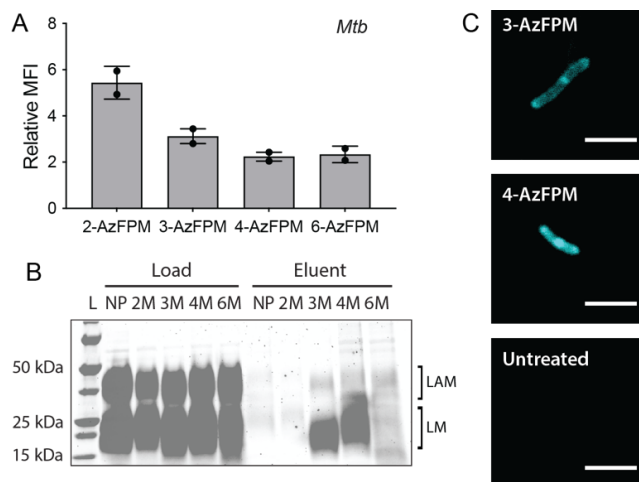 A
Mtb
Relative MFI
8
6
4
2
0
2-AzFPM 3-AzFPM 4-AzFPM 6-AzFPM
B
Load Eluent
L NP 2M 3M 4M 6M NP 2M 3M 4M 6M
50 kDa
25 kDa
15 kDa
LAM
LM
C
3-AzFPM
4-AzFPM
Untreated